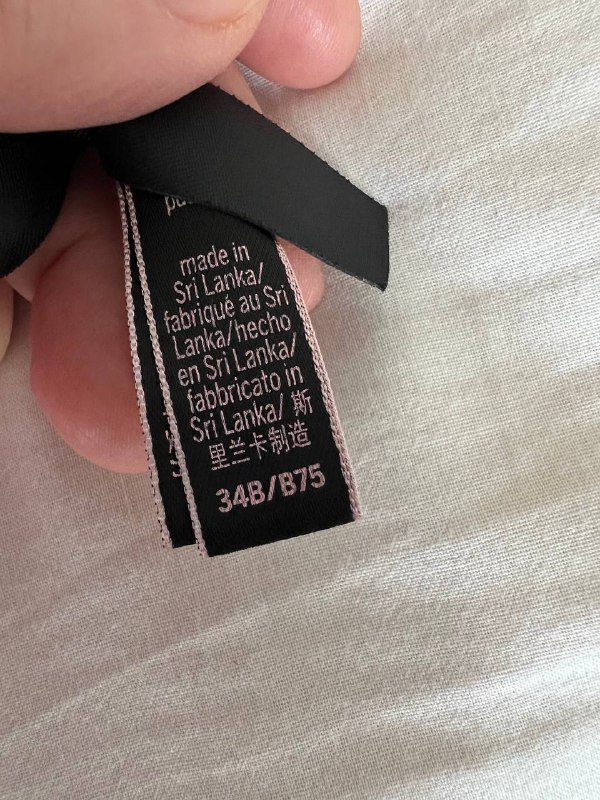 made in
Sri Lanka/
fabriqué au Sri
Lanka/hecho
en Sri Lanka/
fabbricato in
Sri Lanka/ 斯
里兰卡制造
34B/B75